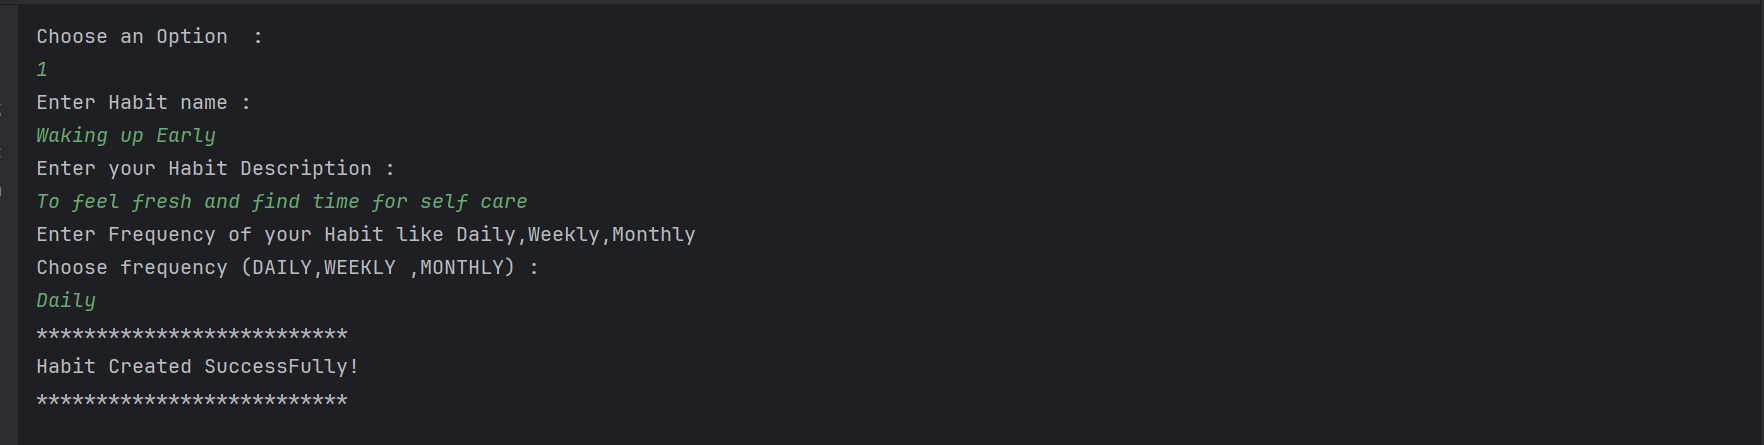 Choose an Option  :
1
Enter Habit name :
Waking up Early
Enter your Habit Description :
To feel fresh and find time for self care
Enter Frequency of your Habit like Daily,Weekly,Monthly
Choose frequency (DAILY,WEEKLY ,MONTHLY) :
Daily
**************************
Habit Created SuccessFully!
**************************